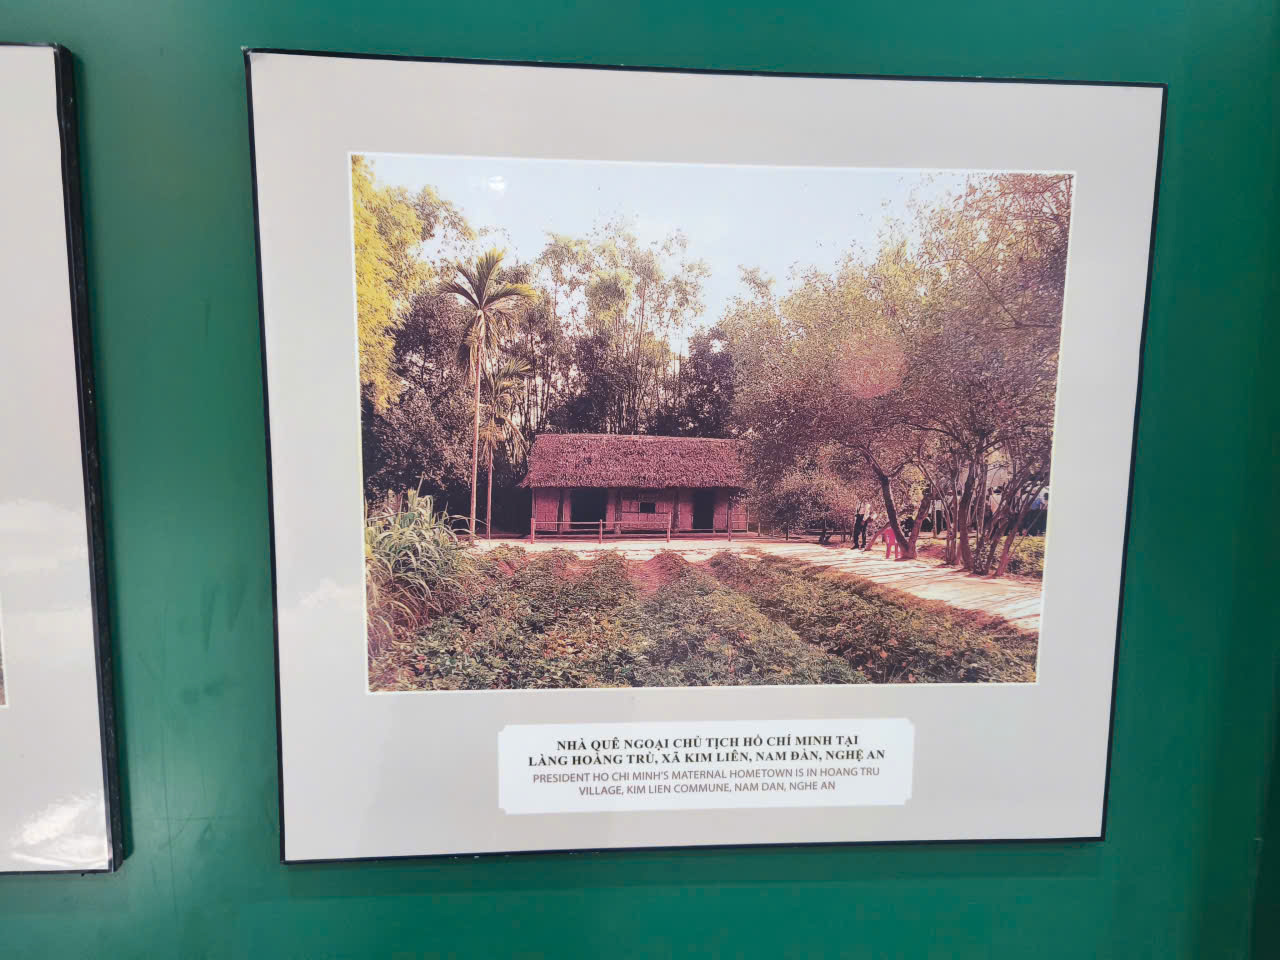 NHÀ QUÊ NGOẠI CHỦ TỊCH HỒ CHÍ MINH TẠI
LÀNG HOÀNG TRÙ, XÃ KIM LIÊN, NAM ĐÀN, NGHỆ AN
PRESIDENT HO CHI MINH'S MATERNAL HOMETOWN IS IN HOANG TRU
VILLAGE, KIM LIEN COMMUNE, NAM DAN, NGHE AN